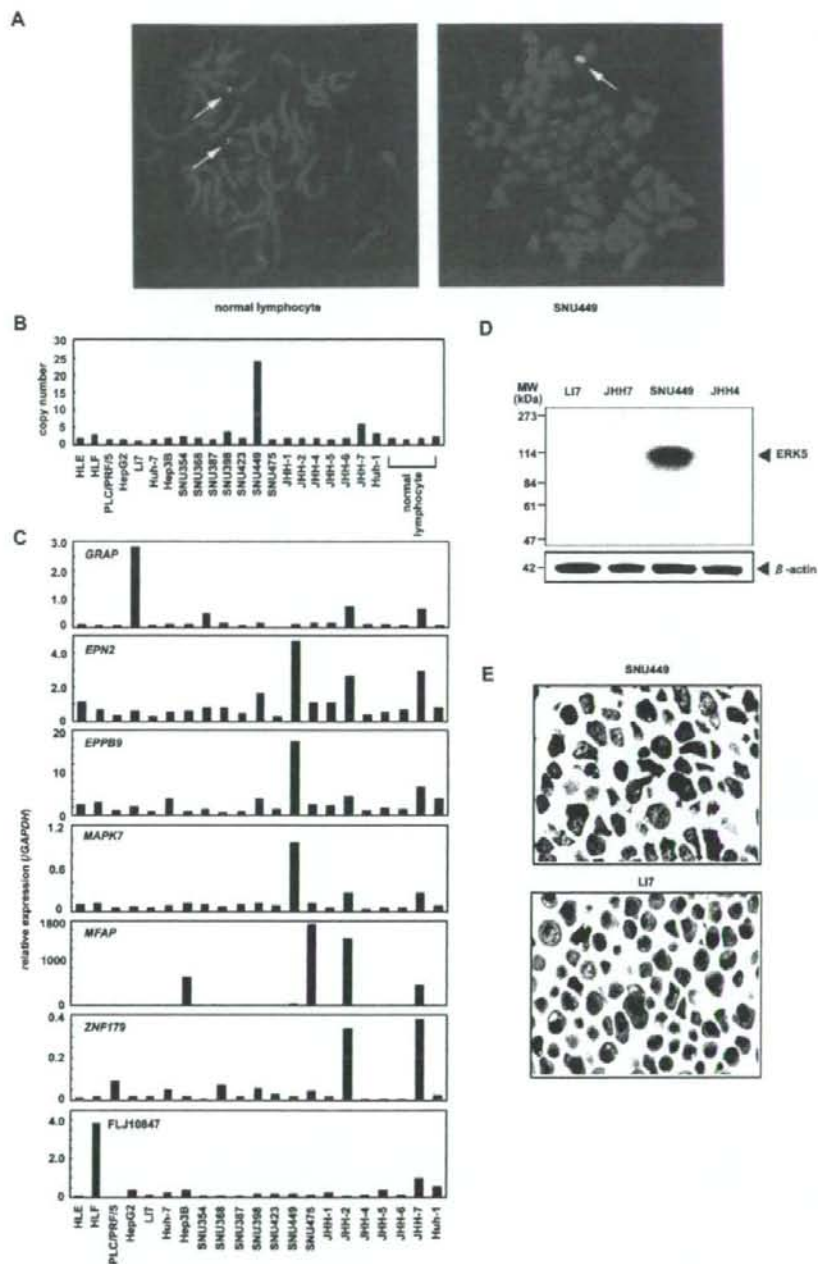 A
normal lymphocyte
SNU449
B
copy number
30
25
20
15
10
5
0
HLE
HLF
PLC/PRF/5
HepG2
LI7
Huh-7
Hep3B
SNU354
SNU368
SNU387
SNU398
SNU423
SNU449
SNU475
JHH-1
JHH-2
JHH-4
JHH-5
JHH-6
JHH-7
Huh-1
normal
lymphocyte
C
relative expression (/GAPDH)
GRAP
3.0
2.0
1.0
0.0
EPN2
4.0
2.0
0
EPPB9
20
10
0
MAPK7
1.2
0.6
0
MFAP
1800
1000
0
ZNF179
0.4
0.2
0
FLJ10847
4.0
2.0
0
HLE
HLF
PLC/PRF/5
HepG2
LI7
Huh-7
Hep3B
SNU354
SNU368
SNU387
SNU398
SNU423
SNU449
SNU475
JHH-1
JHH-2
JHH-4
JHH-5
JHH-6
JHH-7
Huh-1
D
MW
(kDa)
LI7 JHH7 SNU449 JHH4
273
114
84
61
47
42
ERK5
β-actin
E
SNU449
LI7